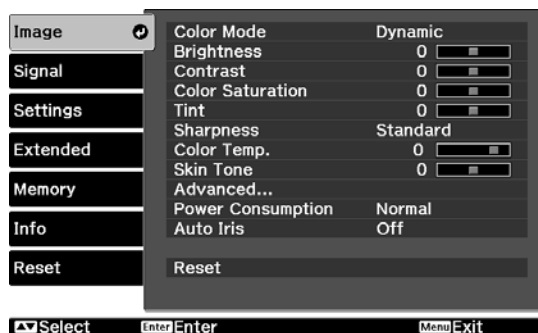 Image
Signal
Settings
Extended
Memory
Info
Reset
Color Mode Dynamic
Brightness 0
Contrast 0
Color Saturation 0
Tint 0
Sharpness Standard
Color Temp. 0
Skin Tone 0
Advanced...
Power Consumption Normal
Auto Iris Off
Reset
Select Enter Enter Menu Exit